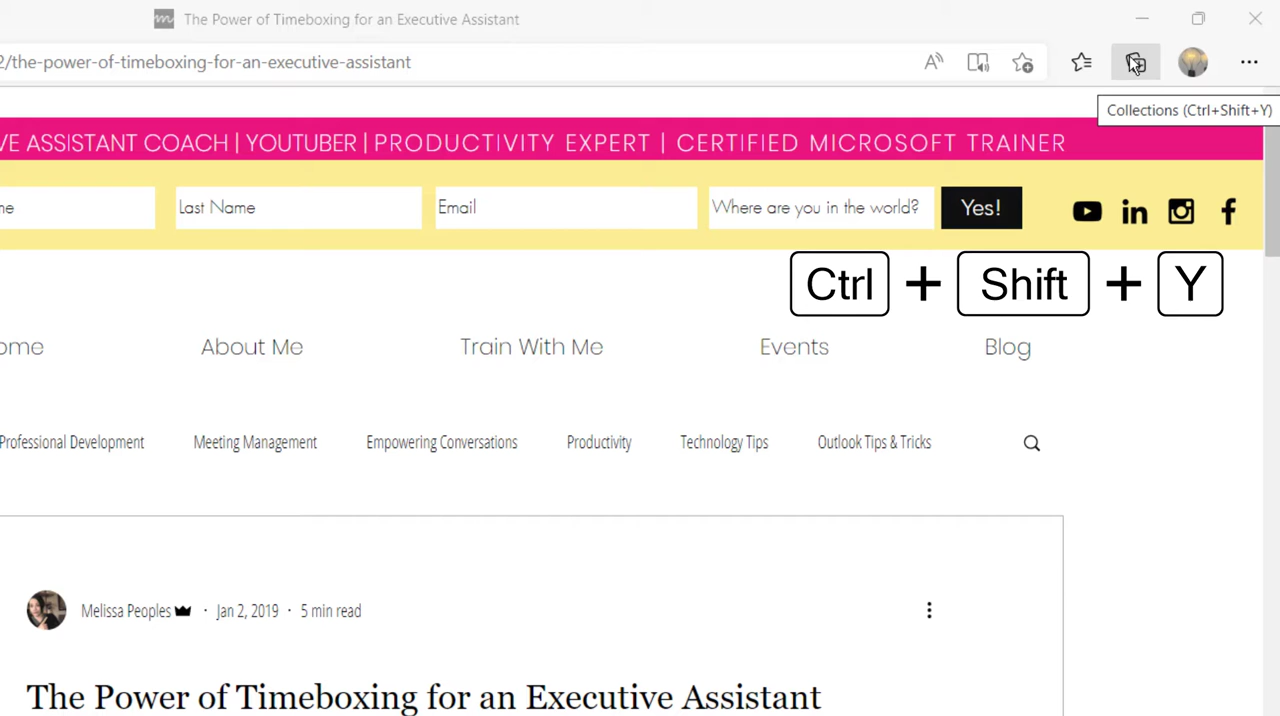 The Power of Timeboxing for an Executive Assistant
2/the-power-of-timeboxing-for-an-executive-assistant
Collections (Ctrl+Shift+Y)
VE ASSISTANT COACH | YOUTUBER | PRODUCTIVITY EXPERT | CERTIFIED MICROSOFT TRAINER
me Last Name Email Where are you in the world? Yes!
Ctrl + Shift + Y
ome About Me Train With Me Events Blog
Professional Development Meeting Management Empowering Conversations Productivity Technology Tips Outlook Tips & Tricks
Melissa Peoples · Jan 2, 2019 · 5 min read
The Power of Timeboxing for an Executive Assistant